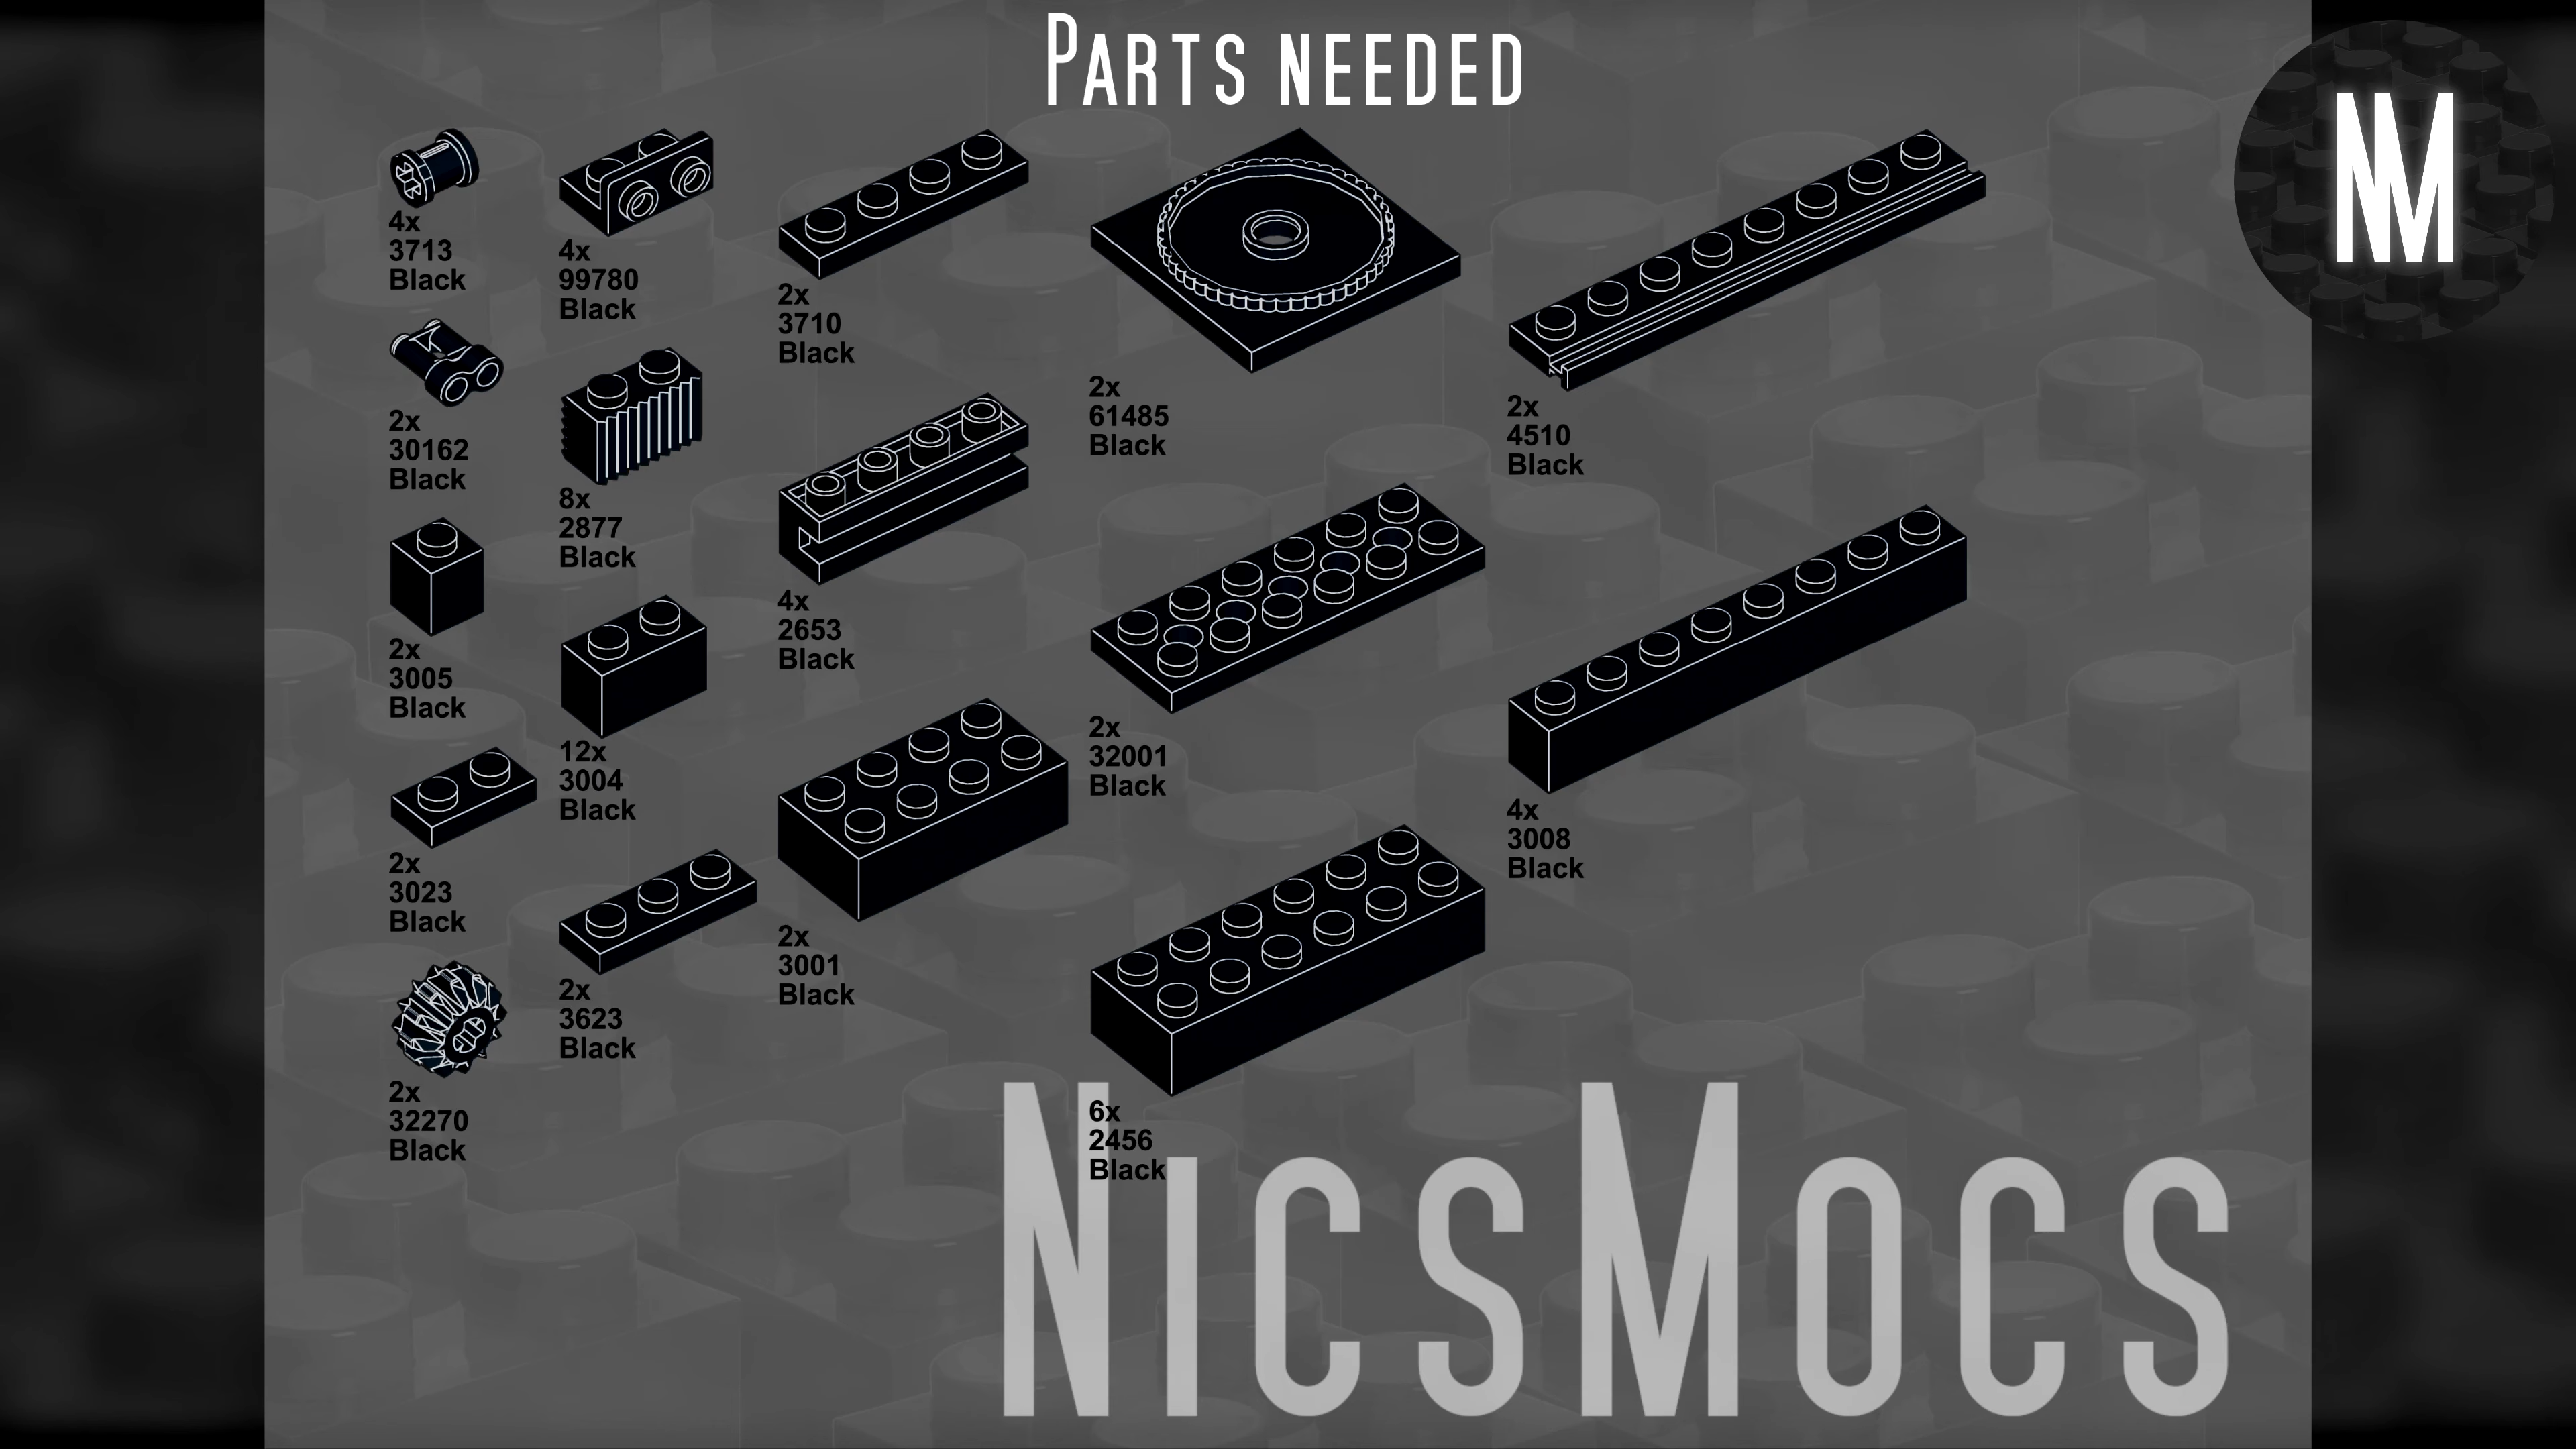 Parts needed
NM
4x
3713
Black
2x
30162
Black
2x
3005
Black
2x
3023
Black
2x
32270
Black
4x
99780
Black
8x
2877
Black
12x
3004
Black
2x
3623
Black
2x
3710
Black
4x
2653
Black
2x
3001
Black
2x
61485
Black
2x
32001
Black
6x
2456
Black
2x
4510
Black
4x
3008
Black
NicsMocs